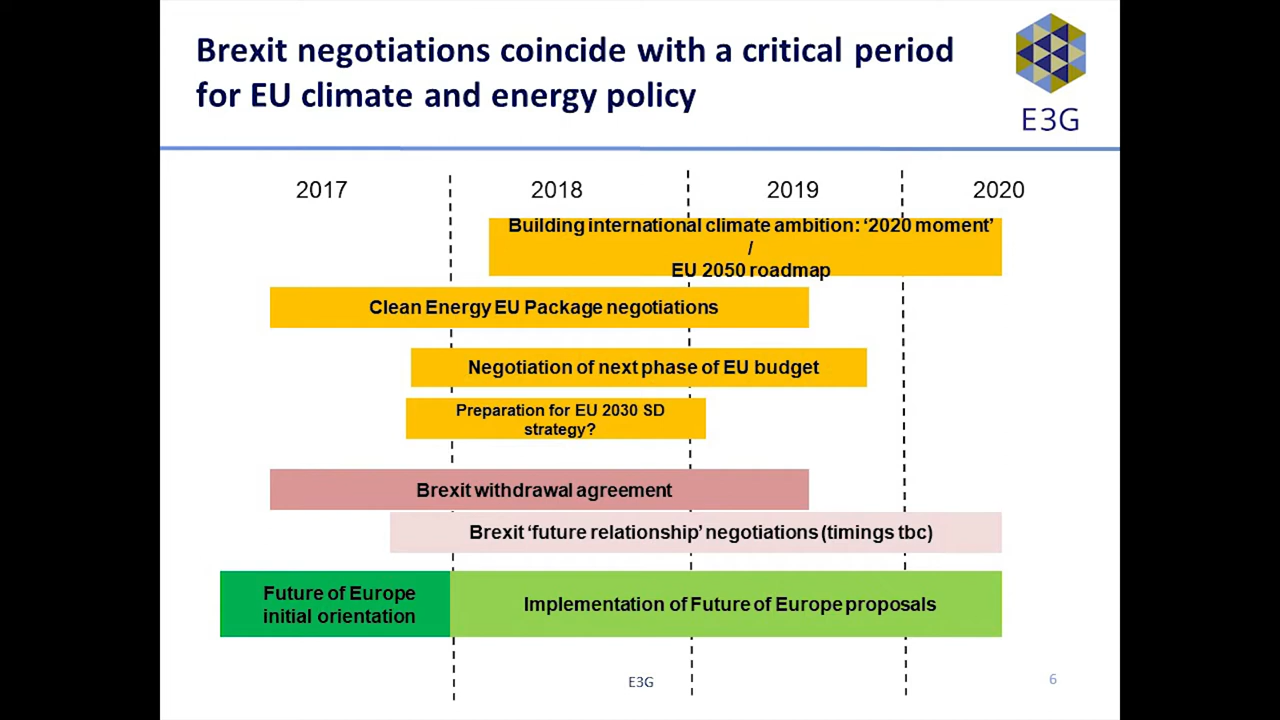 Brexit negotiations coincide with a critical period
for EU climate and energy policy
E3G
2017
2018
2019
2020
Building international climate ambition: ‘2020 moment’
/
EU 2050 roadmap
Clean Energy EU Package negotiations
Negotiation of next phase of EU budget
Preparation for EU 2030 SD
strategy?
Brexit withdrawal agreement
Brexit ‘future relationship’ negotiations (timings tbc)
Future of Europe
initial orientation
Implementation of Future of Europe proposals
E3G
6